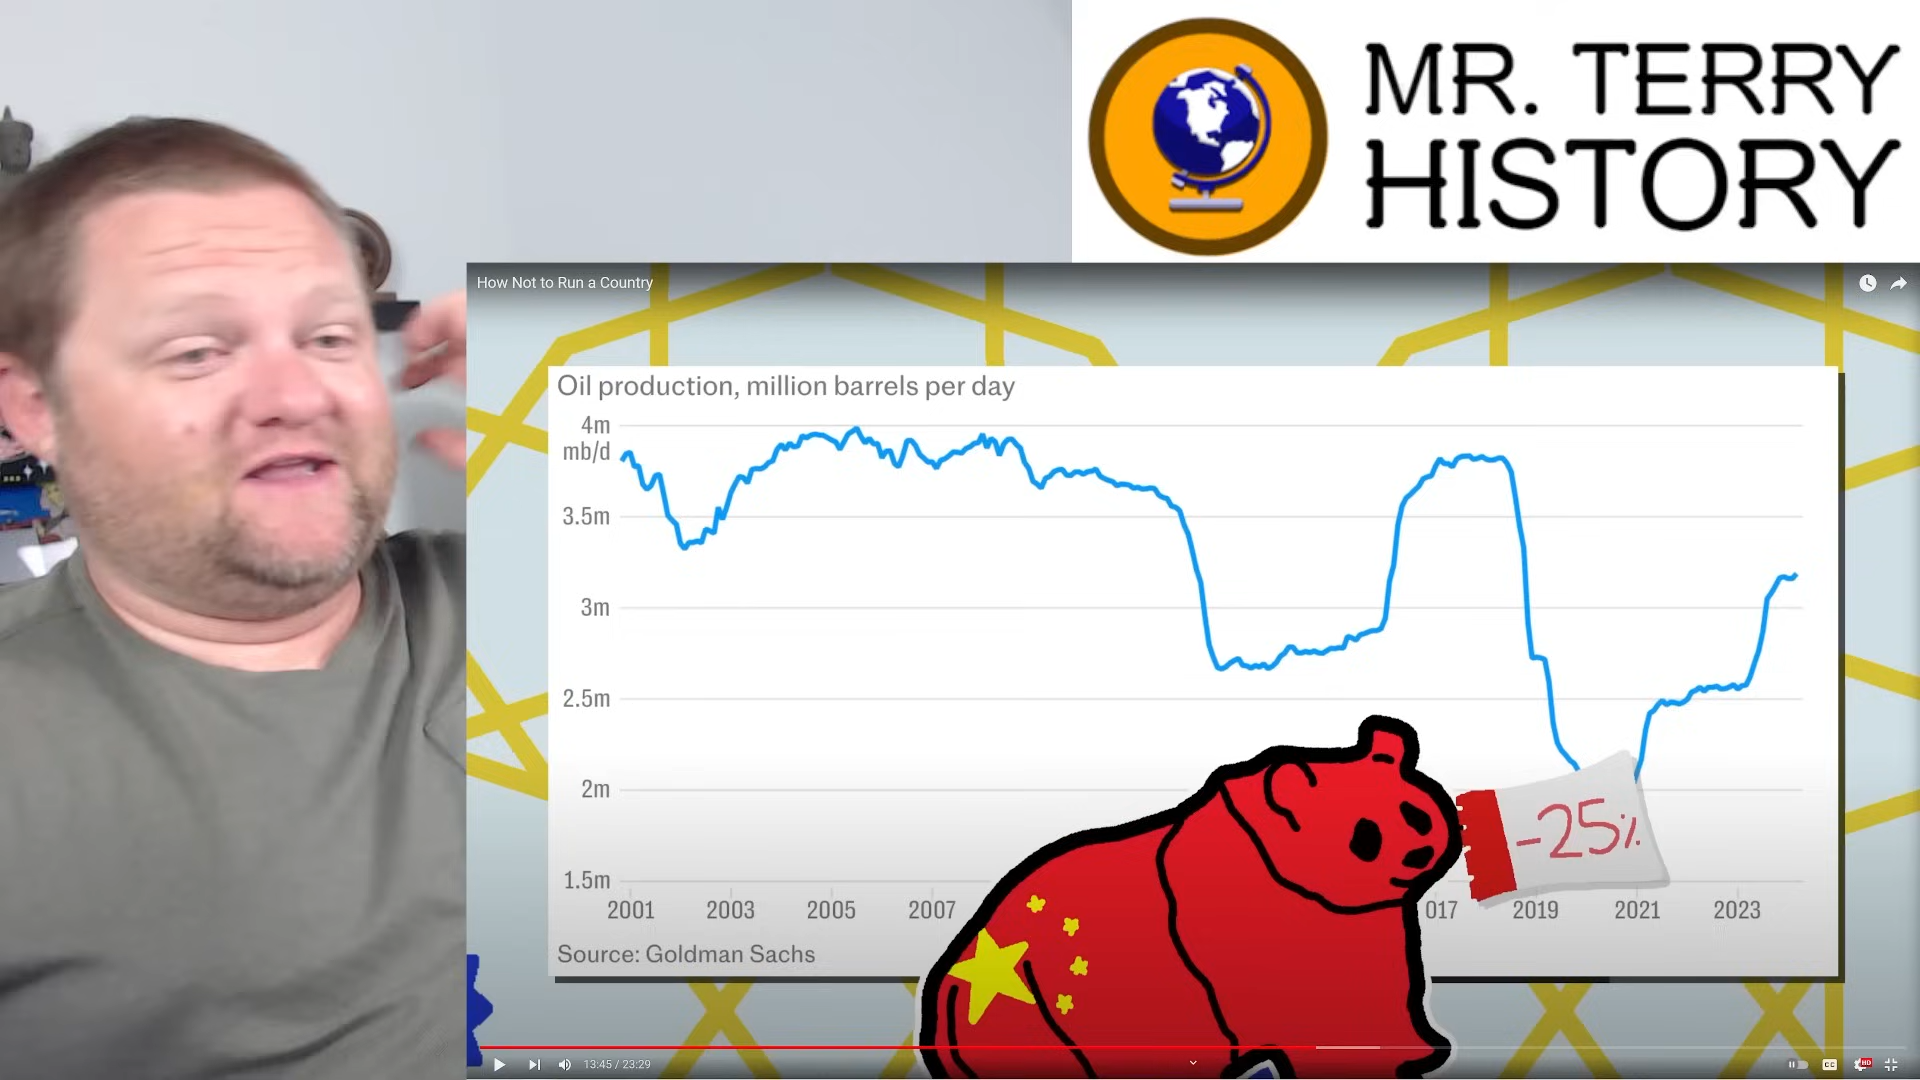 MR. TERRY
HISTORY
How Not to Run a Country
Oil production, million barrels per day
4m
mb/d
3.5m
3m
2.5m
2m
1.5m
2001 2003 2005 2007 017 2019 2021 2023
-25%
Source: Goldman Sachs
13:45 / 23:29
CC
HD